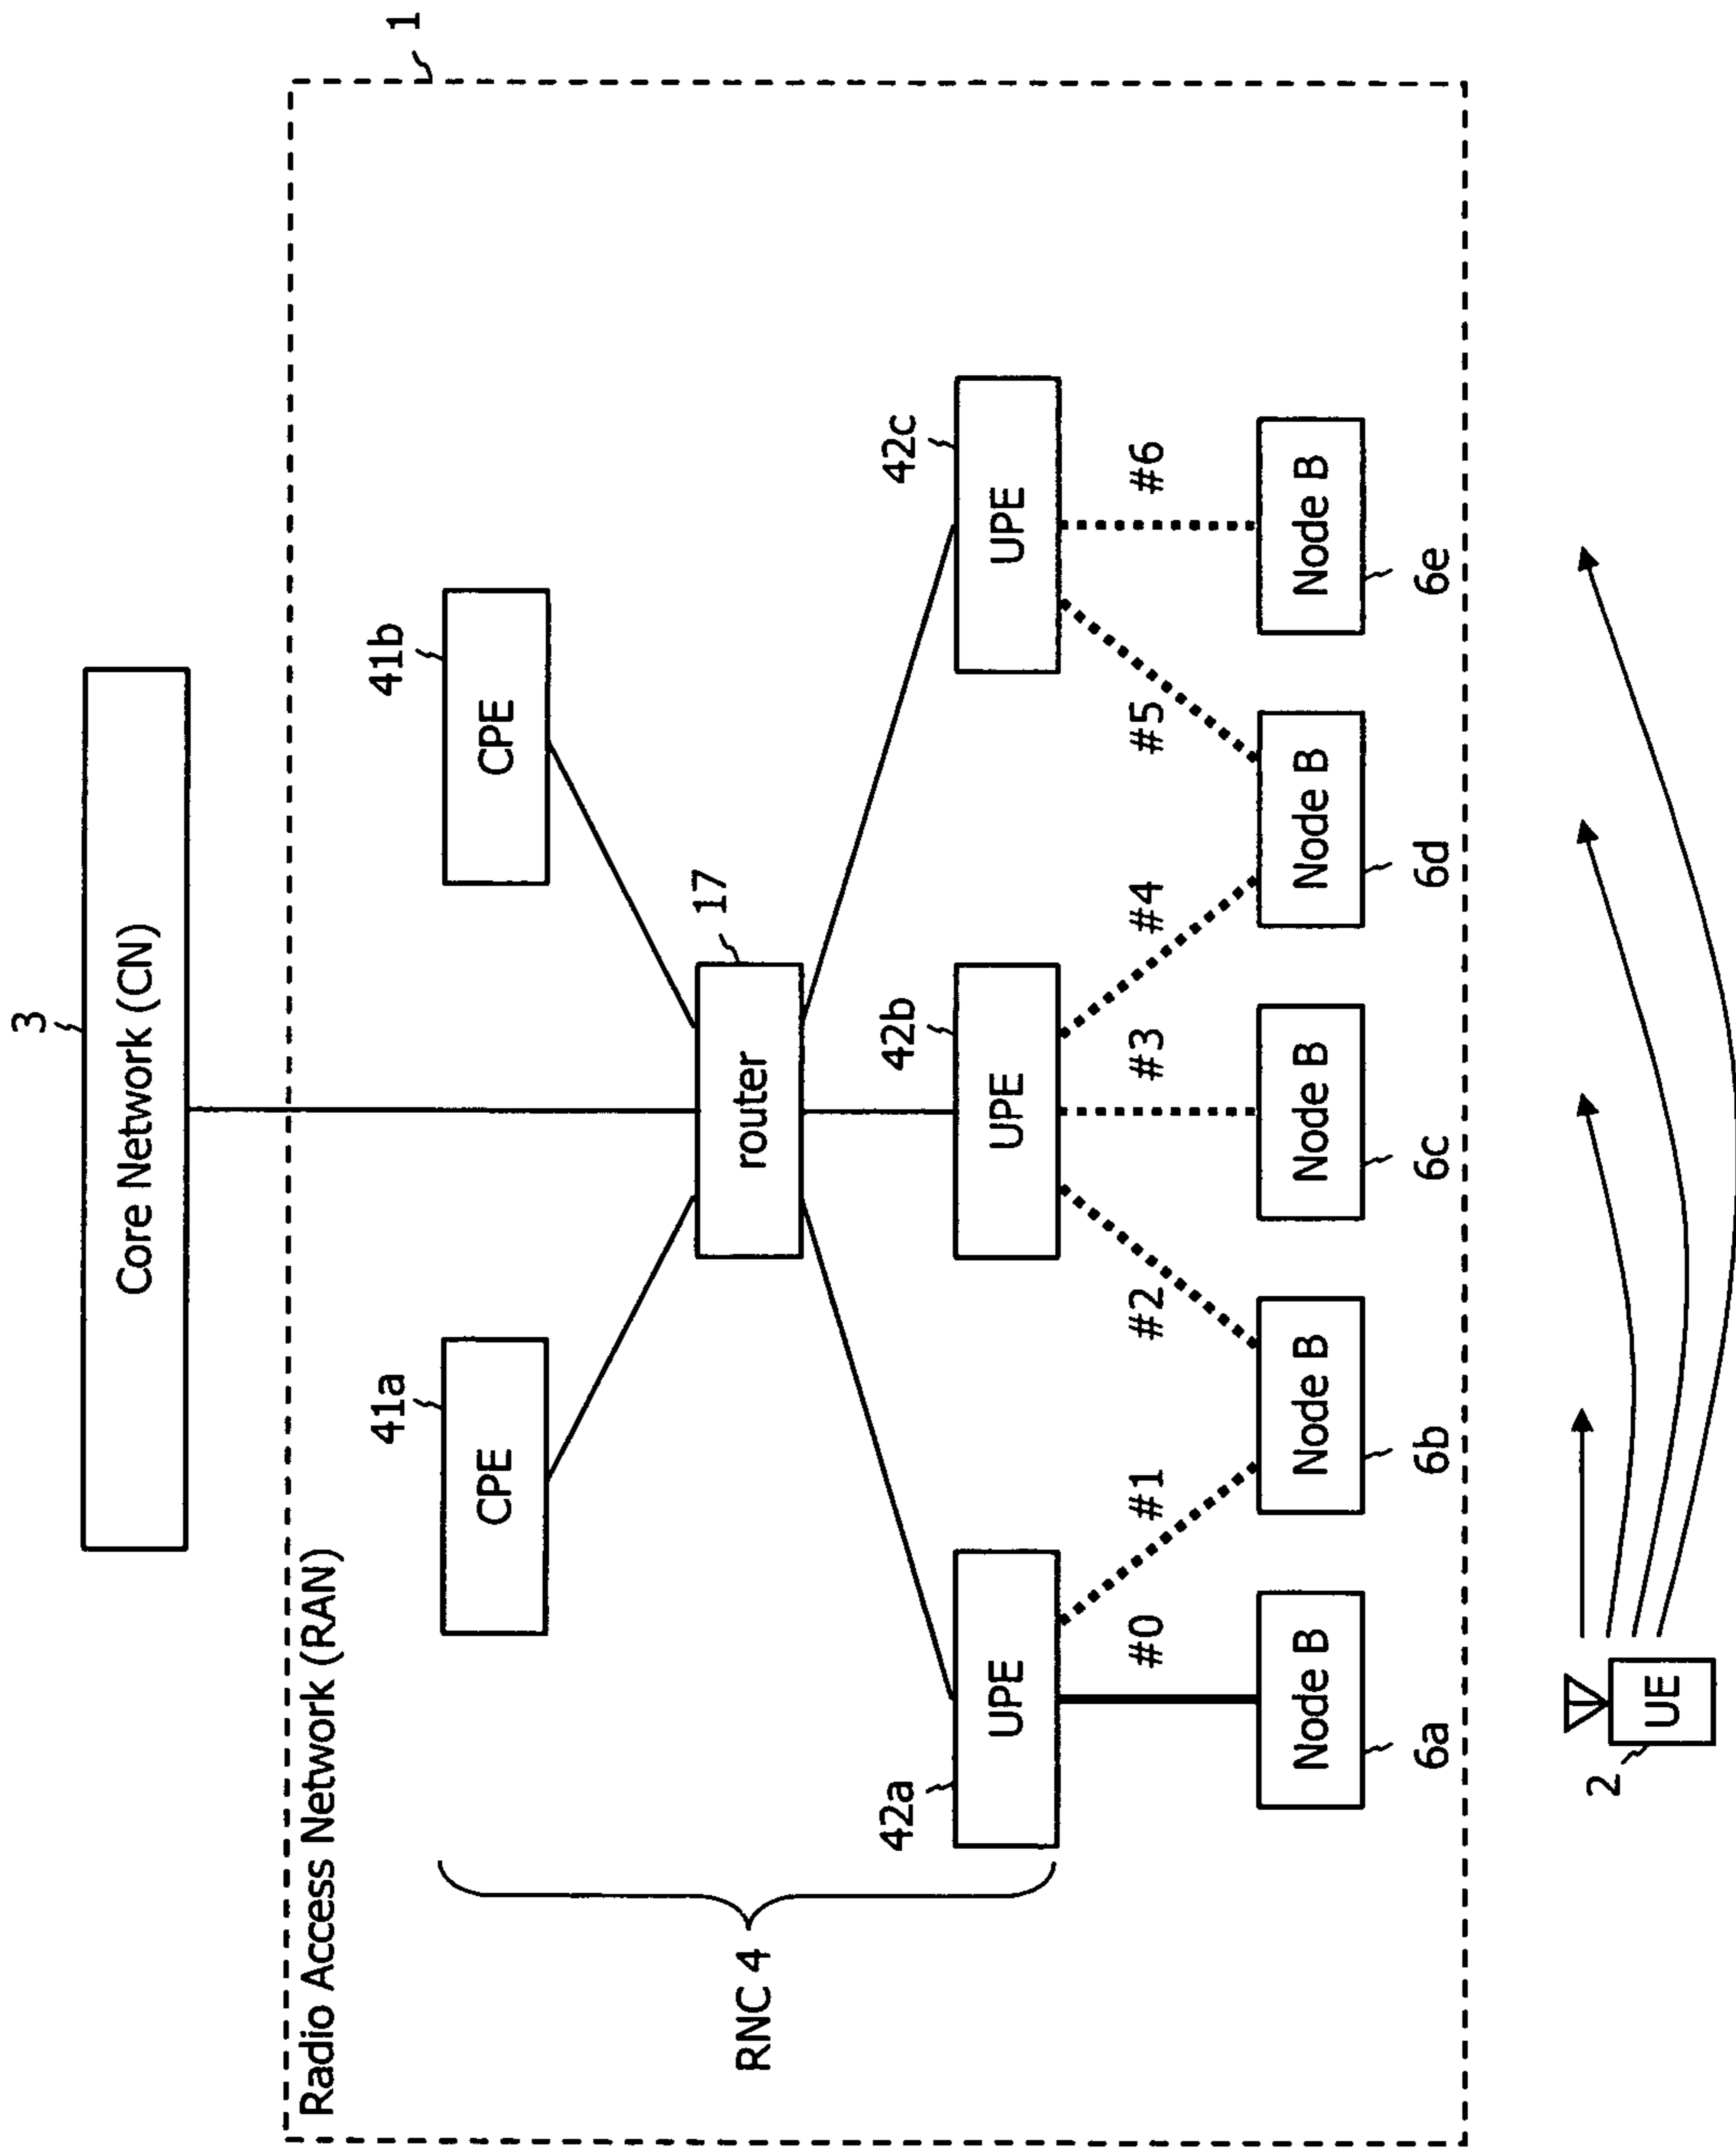 3
Core Network (CN)
1
Radio Access Network (RAN)
41a
41b
CPE
CPE
17
router
RNC 4
42a
42b
42c
UPE
UPE
UPE
#0
#1
#2
#3
#4
#5
#6
Node B
Node B
Node B
Node B
Node B
6a
6b
6c
6d
6e
2
UE